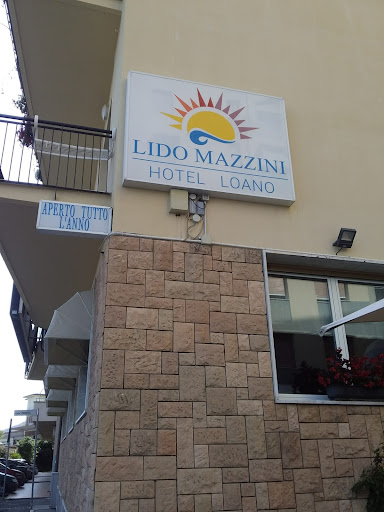 LIDO MAZZINI
HOTEL LOANO
APERTO TUTTO
L'ANNO